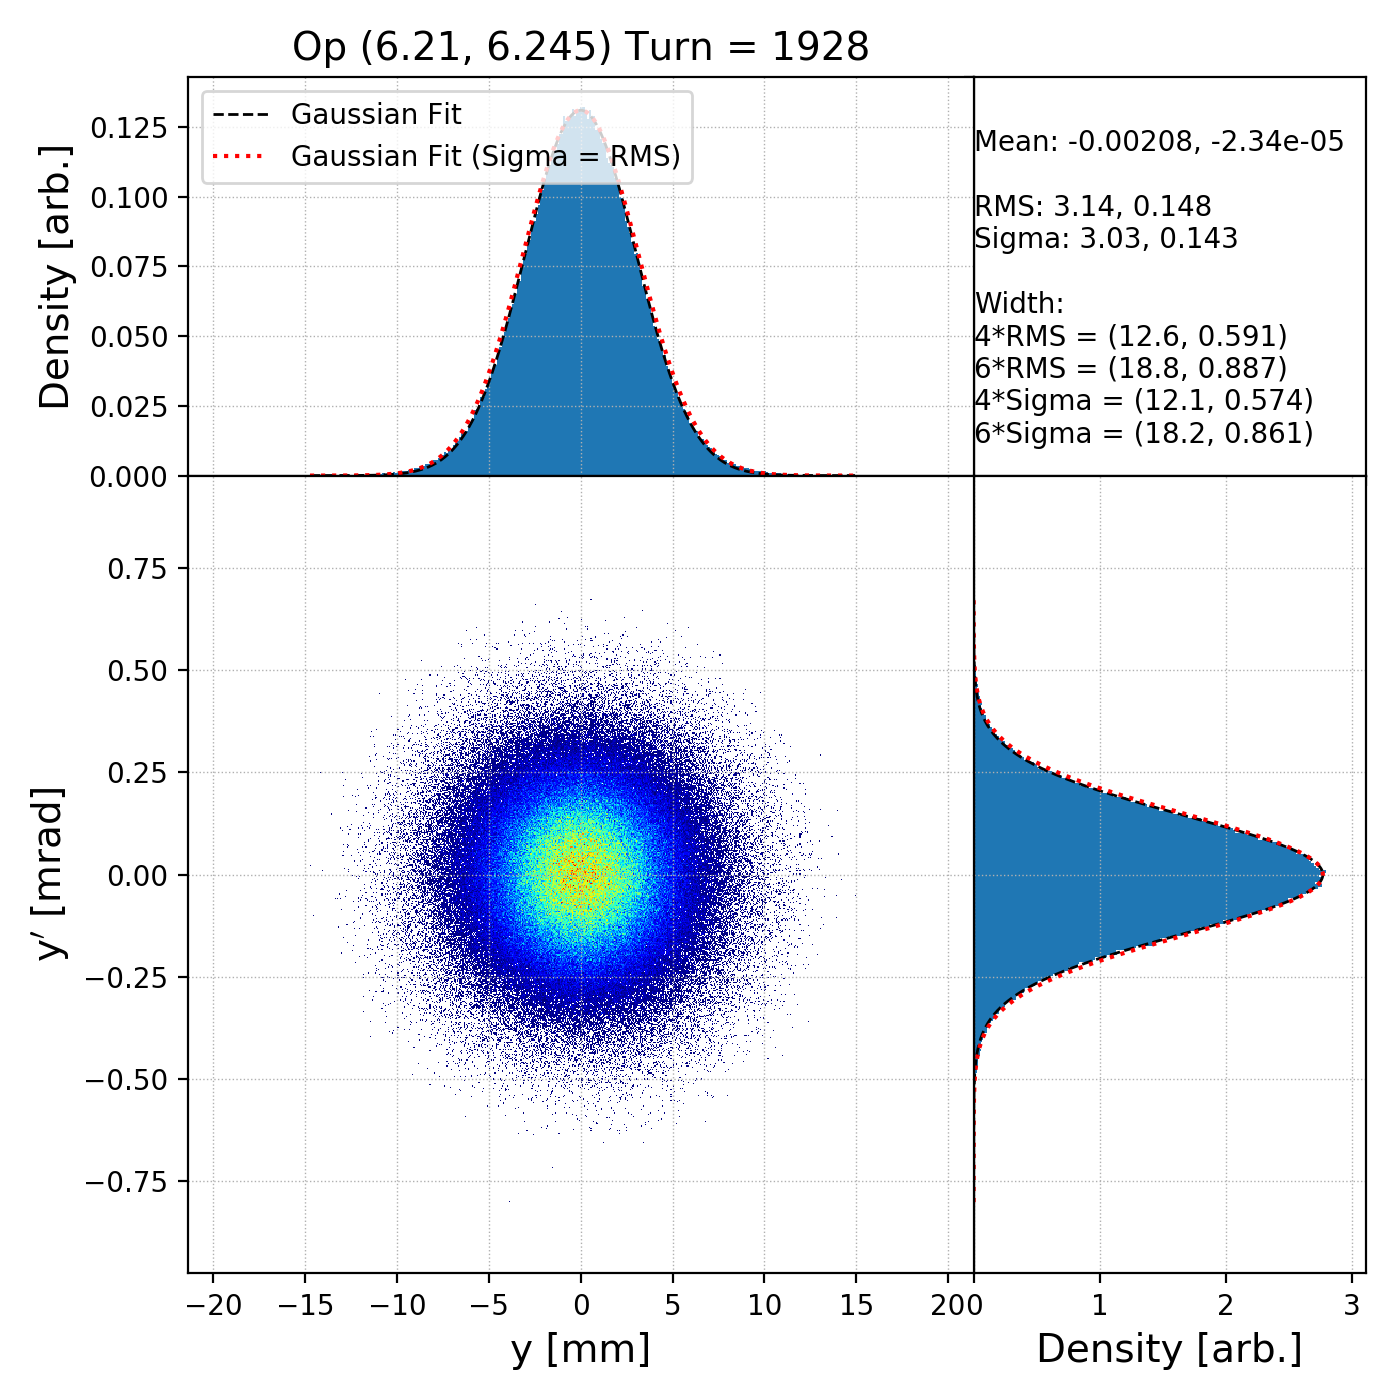 Op (6.21, 6.245) Turn = 1928
Gaussian Fit
Gaussian Fit (Sigma = RMS)
Density [arb.]
0.125
0.100
0.075
0.050
0.025
0.000
Mean: -0.00208, -2.34e-05
RMS: 3.14, 0.148
Sigma: 3.03, 0.143
Width:
4*RMS = (12.6, 0.591)
6*RMS = (18.8, 0.887)
4*Sigma = (12.1, 0.574)
6*Sigma = (18.2, 0.861)
y′ [mrad]
0.75
0.50
0.25
0.00
−0.25
−0.50
−0.75
−20 −15 −10 −5 0 5 10 15 20
0 1 2 3
y [mm]
Density [arb.]